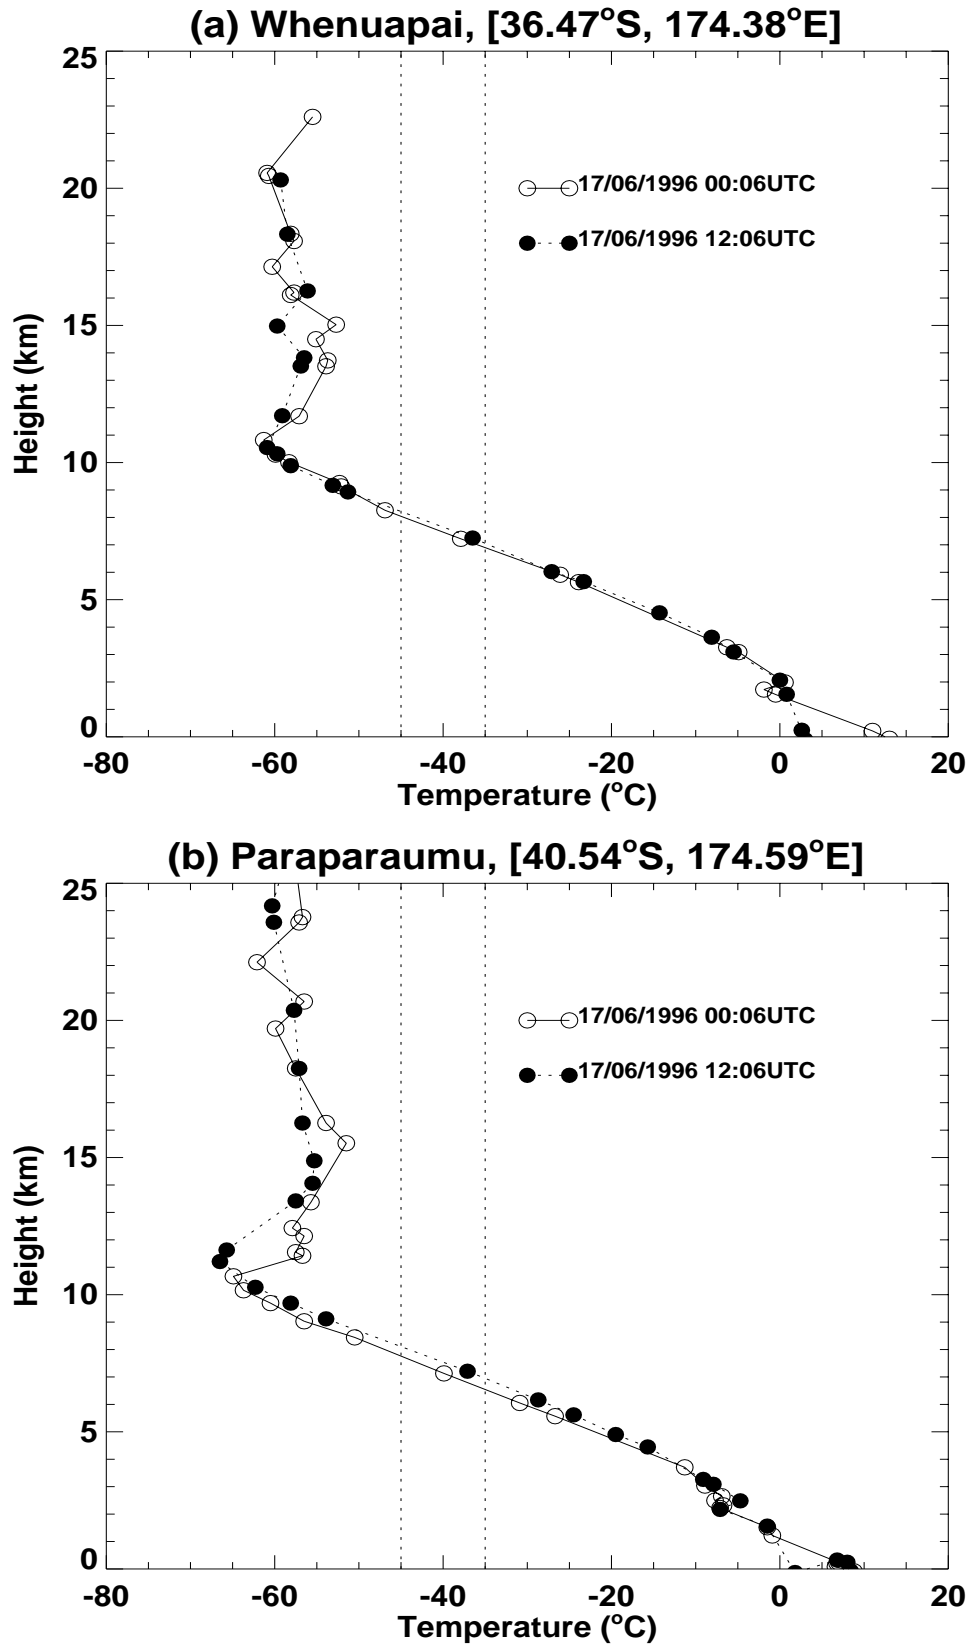 (a) Whenuapai, [36.47°S, 174.38°E]
25
20
15
10
5
0
Height (km)
17/06/1996 00:06UTC
17/06/1996 12:06UTC
-80 -60 -40 -20 0 20
Temperature (°C)
(b) Paraparaumu, [40.54°S, 174.59°E]
25
20
15
10
5
0
Height (km)
17/06/1996 00:06UTC
17/06/1996 12:06UTC
-80 -60 -40 -20 0 20
Temperature (°C)